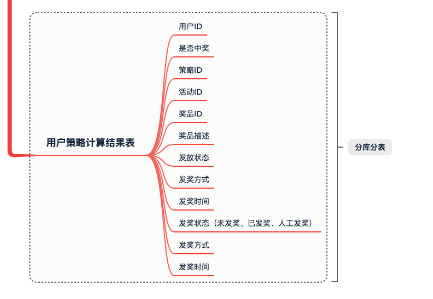 用户ID
是否中奖
策略ID
活动ID
奖品ID
奖品描述
发放状态
发奖方式
发奖时间
发奖状态（未发奖、已发奖、人工发奖）
发奖方式
发奖时间
用户策略计算结果表
分库分表